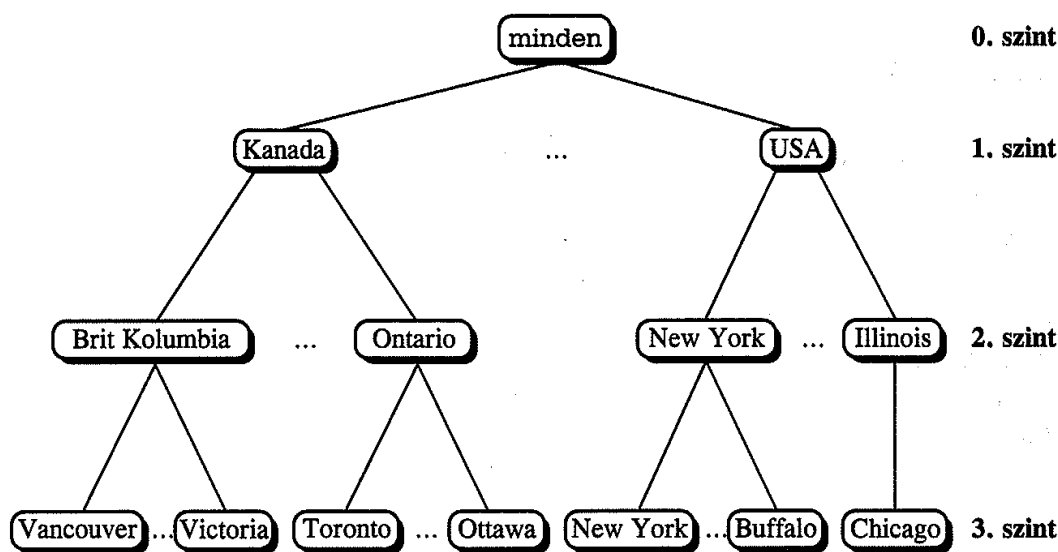 minden 0. szint
Kanada ... USA 1. szint
Brit Kolumbia ... Ontario New York ... Illinois 2. szint
Vancouver ... Victoria Toronto ... Ottawa New York ... Buffalo Chicago 3. szint